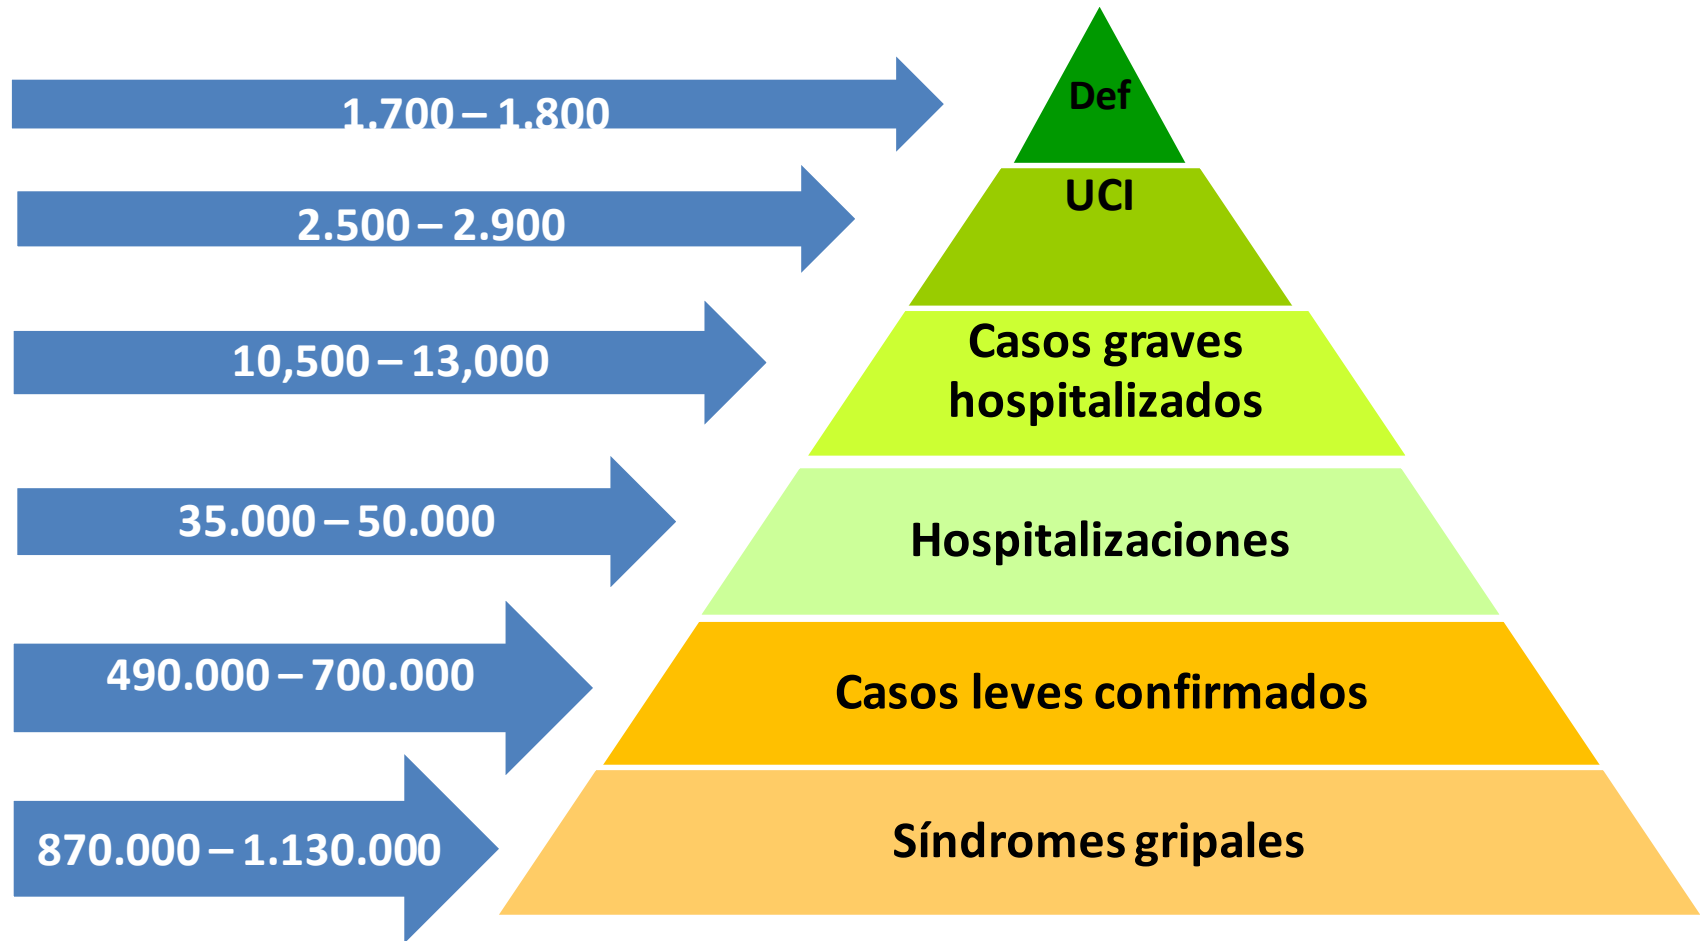 1.700 – 1.800
Def
2.500 – 2.900
UCI
10,500 – 13,000
Casos graves
hospitalizados
35.000 – 50.000
Hospitalizaciones
490.000 – 700.000
Casos leves confirmados
870.000 – 1.130.000
Síndromes gripales